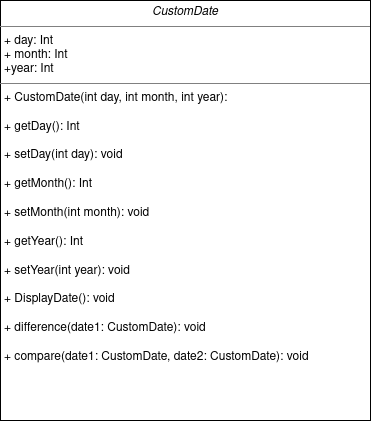 CustomDate
+ day: Int
+ month: Int
+year: Int
+ CustomDate(int day, int month, int year):
+ getDay(): Int
+ setDay(int day): void
+ getMonth(): Int
+ setMonth(int month): void
+ getYear(): Int
+ setYear(int year): void
+ DisplayDate(): void
+ difference(date1: CustomDate): void
+ compare(date1: CustomDate, date2: CustomDate): void